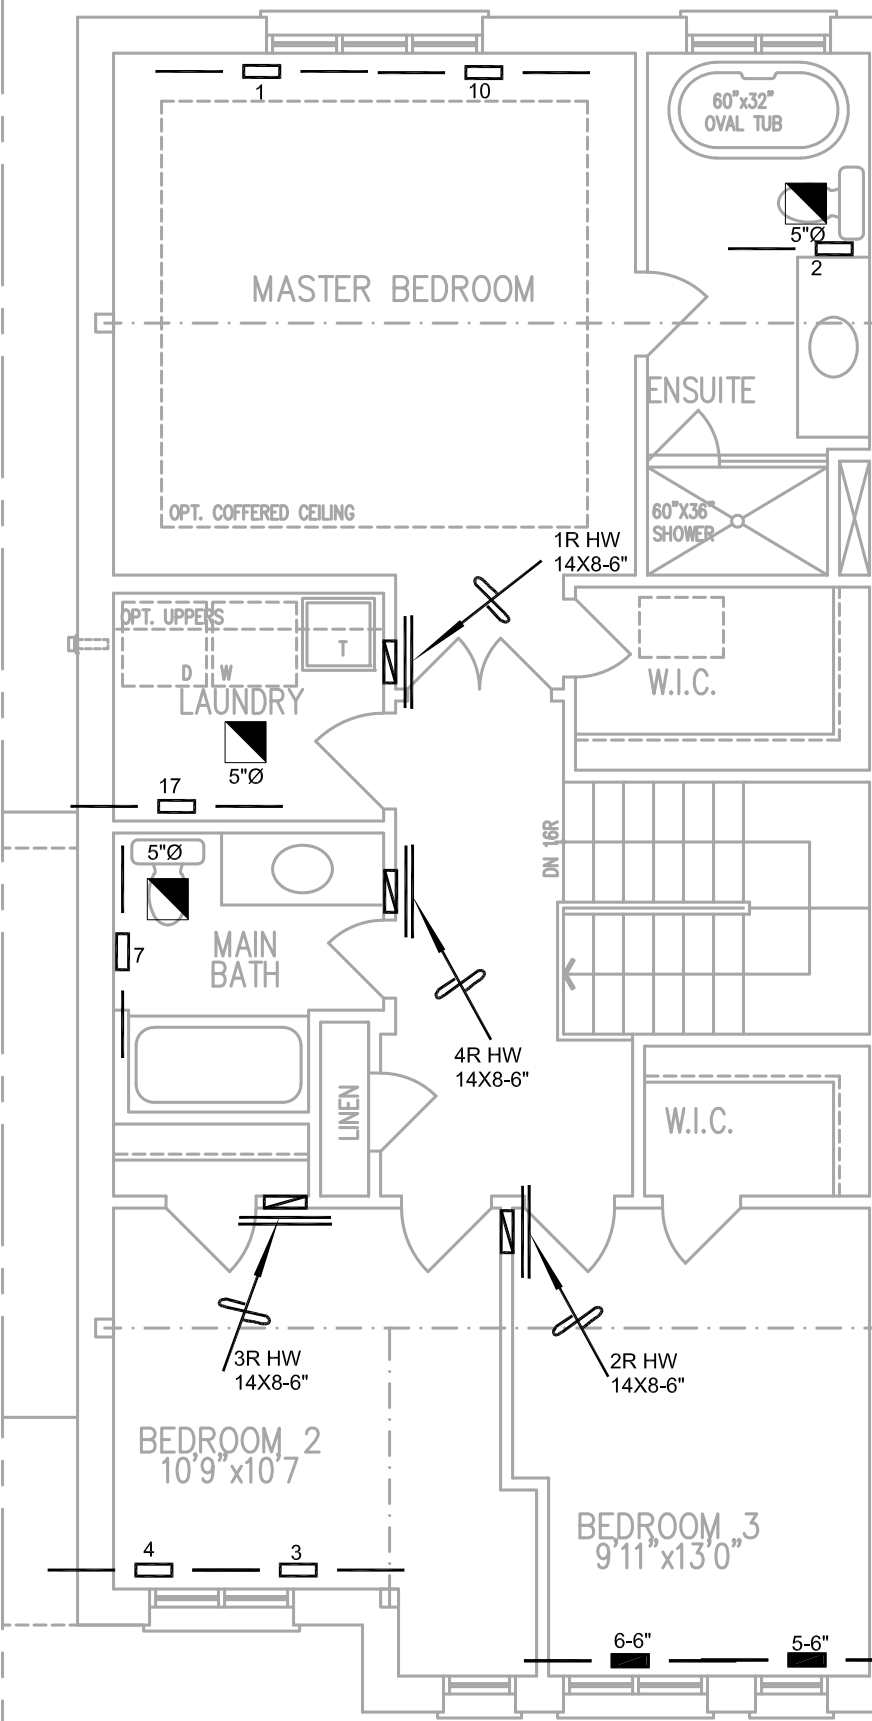 1
10
60"x32"
OVAL TUB
5"Ø
2
MASTER BEDROOM
ENSUITE
OPT. COFFERED CEILING
60"X36"
SHOWER
1R HW
14X8-6"
OPT. UPPERS
T
D
W
LAUNDRY
W.I.C.
5"Ø
17
DN 16R
5"Ø
7
MAIN
BATH
4R HW
14X8-6"
LINEN
W.I.C.
3R HW
14X8-6"
2R HW
14X8-6"
BEDROOM 2
10'9"x10'7
BEDROOM 3
9'11"x13'0"
4
3
6-6"
5-6"